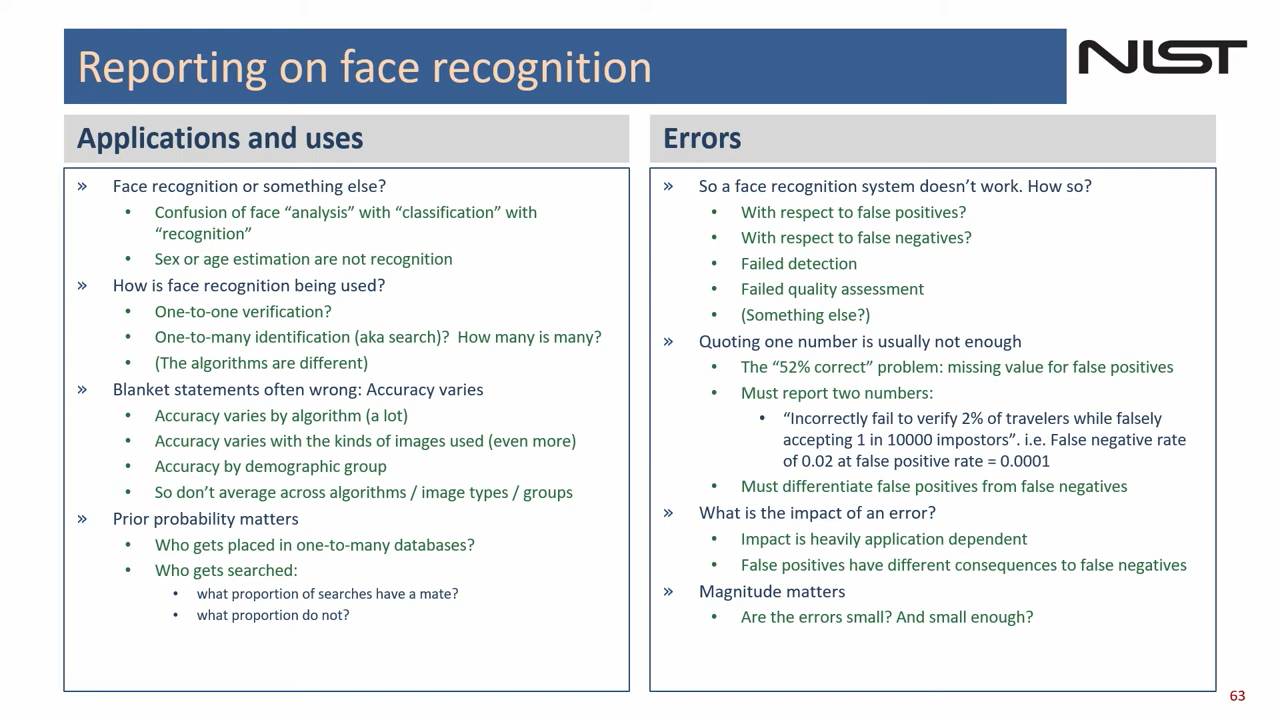 Reporting on face recognition
NIST
Applications and uses
» Face recognition or something else?
• Confusion of face “analysis” with “classification” with
“recognition”
• Sex or age estimation are not recognition
» How is face recognition being used?
• One-to-one verification?
• One-to-many identification (aka search)?  How many is many?
• (The algorithms are different)
» Blanket statements often wrong: Accuracy varies
• Accuracy varies by algorithm (a lot)
• Accuracy varies with the kinds of images used (even more)
• Accuracy by demographic group
• So don’t average across algorithms / image types / groups
» Prior probability matters
• Who gets placed in one-to-many databases?
• Who gets searched:
• what proportion of searches have a mate?
• what proportion do not?
Errors
» So a face recognition system doesn’t work. How so?
• With respect to false positives?
• With respect to false negatives?
• Failed detection
• Failed quality assessment
• (Something else?)
» Quoting one number is usually not enough
• The “52% correct” problem: missing value for false positives
• Must report two numbers:
• “Incorrectly fail to verify 2% of travelers while falsely
accepting 1 in 10000 impostors”. i.e. False negative rate
of 0.02 at false positive rate = 0.0001
• Must differentiate false positives from false negatives
» What is the impact of an error?
• Impact is heavily application dependent
• False positives have different consequences to false negatives
» Magnitude matters
• Are the errors small? And small enough?
63